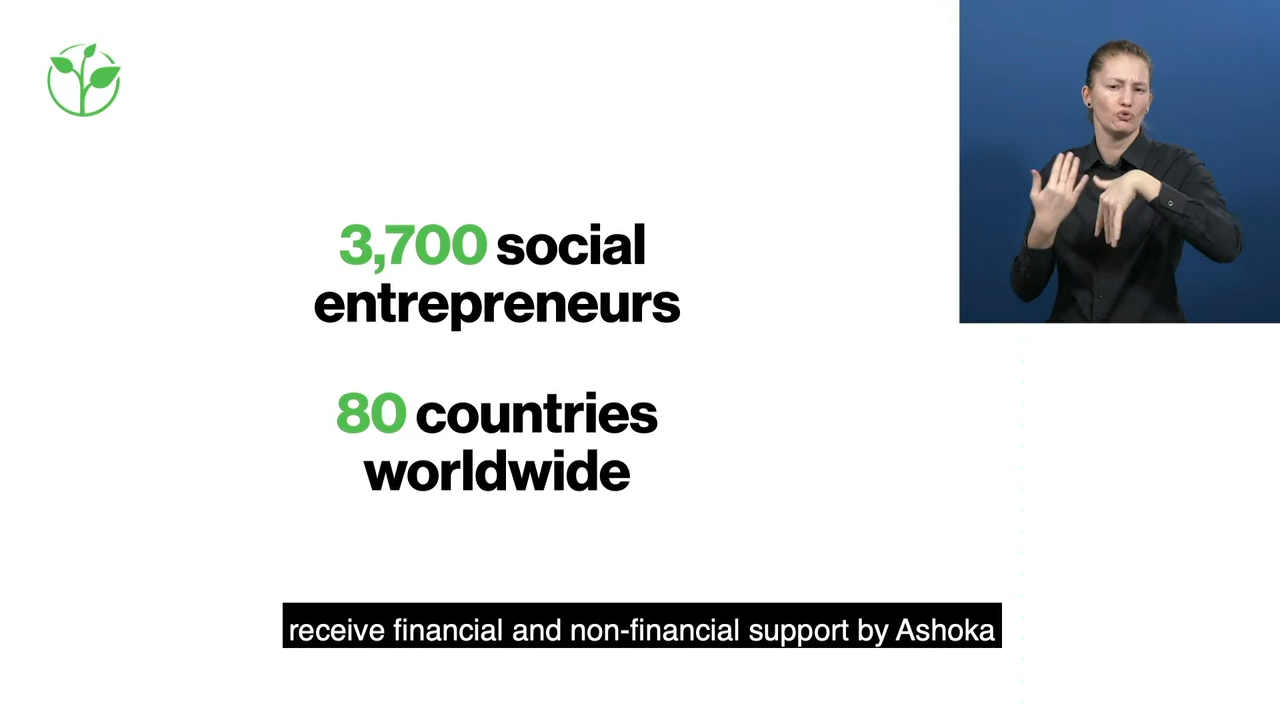 3,700 social
entrepreneurs
80 countries
worldwide
receive financial and non-financial support by Ashoka